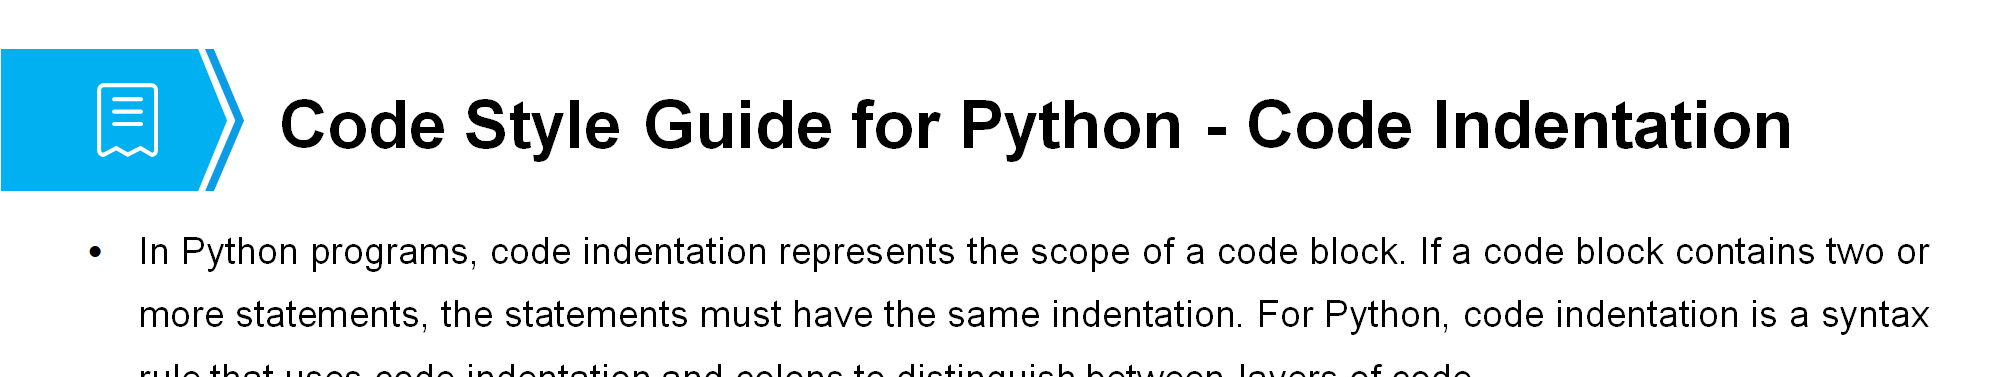 Code Style Guide for Python - Code Indentation
• In Python programs, code indentation represents the scope of a code block. If a code block contains two or
more statements, the statements must have the same indentation. For Python, code indentation is a syntax
rule that uses code indentation and colons to distinguish between layers of code.